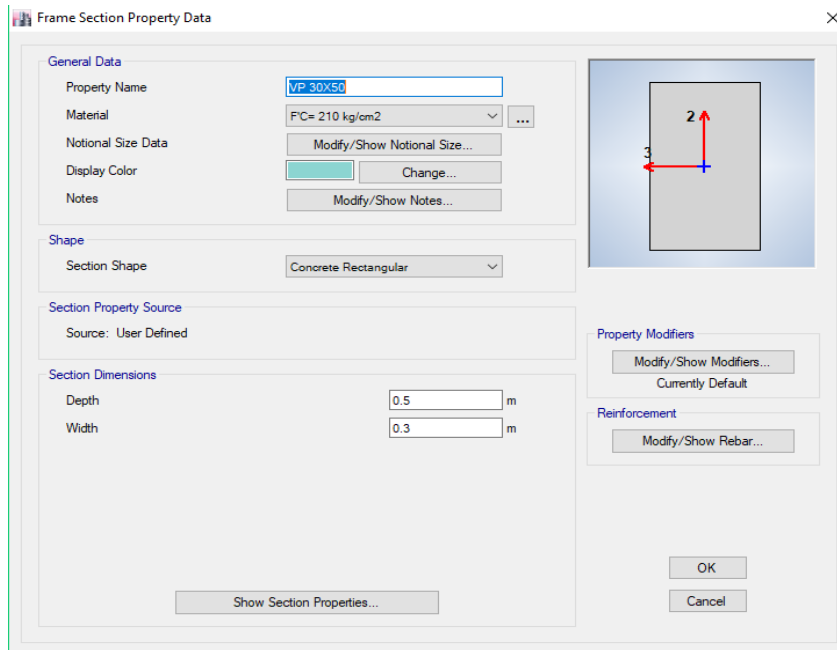 Frame Section Property Data
General Data
Property Name VP 30X50
Material F'C= 210 kg/cm2 ...
Notional Size Data Modify/Show Notional Size...
Display Color Change...
Notes Modify/Show Notes...
Shape
Section Shape Concrete Rectangular
Section Property Source
Source: User Defined
Section Dimensions
Depth 0.5 m
Width 0.3 m
Show Section Properties...
2
3
Property Modifiers
Modify/Show Modifiers...
Currently Default
Reinforcement
Modify/Show Rebar...
OK
Cancel